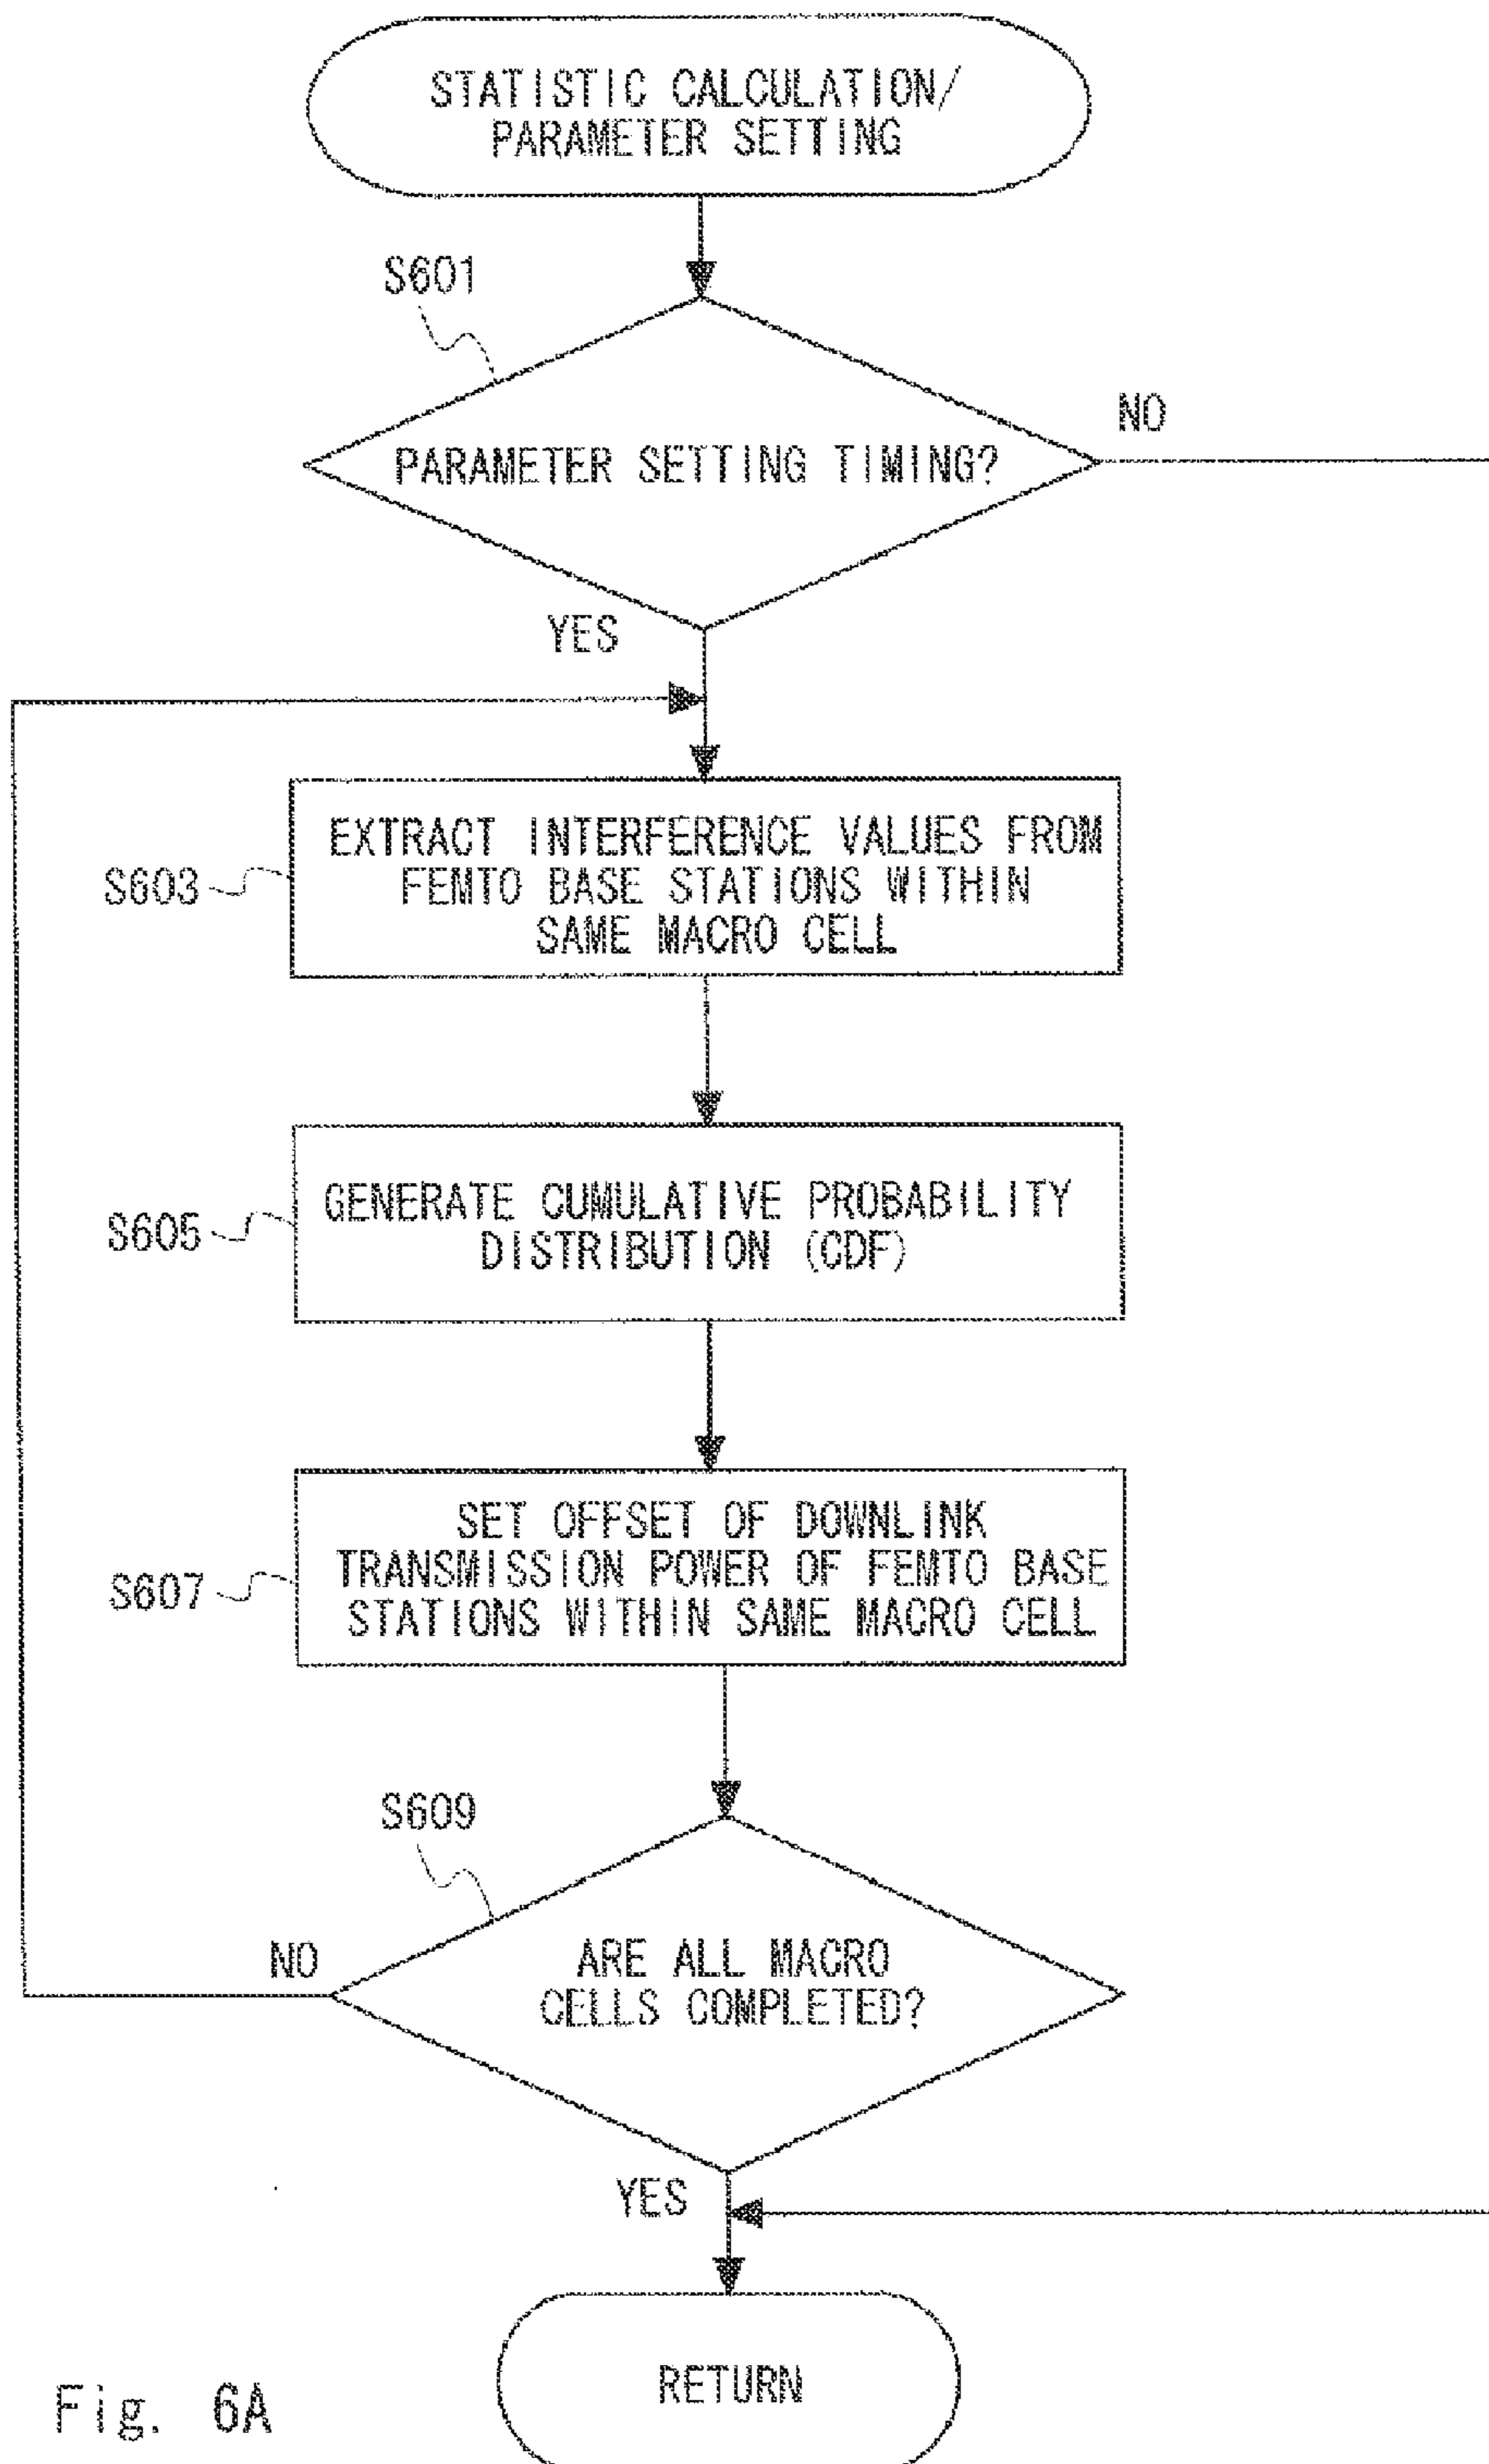 STATISTIC CALCULATION/
PARAMETER SETTING
S601
PARAMETER SETTING TIMING?
NO
YES
S603
EXTRACT INTERFERENCE VALUES FROM
FEMTO BASE STATIONS WITHIN
SAME MACRO CELL
S605
GENERATE CUMULATIVE PROBABILITY
DISTRIBUTION (CDF)
S607
SET OFFSET OF DOWNLINK
TRANSMISSION POWER OF FEMTO BASE
STATIONS WITHIN SAME MACRO CELL
S609
NO
ARE ALL MACRO
CELLS COMPLETED?
YES
RETURN
Fig. 6A